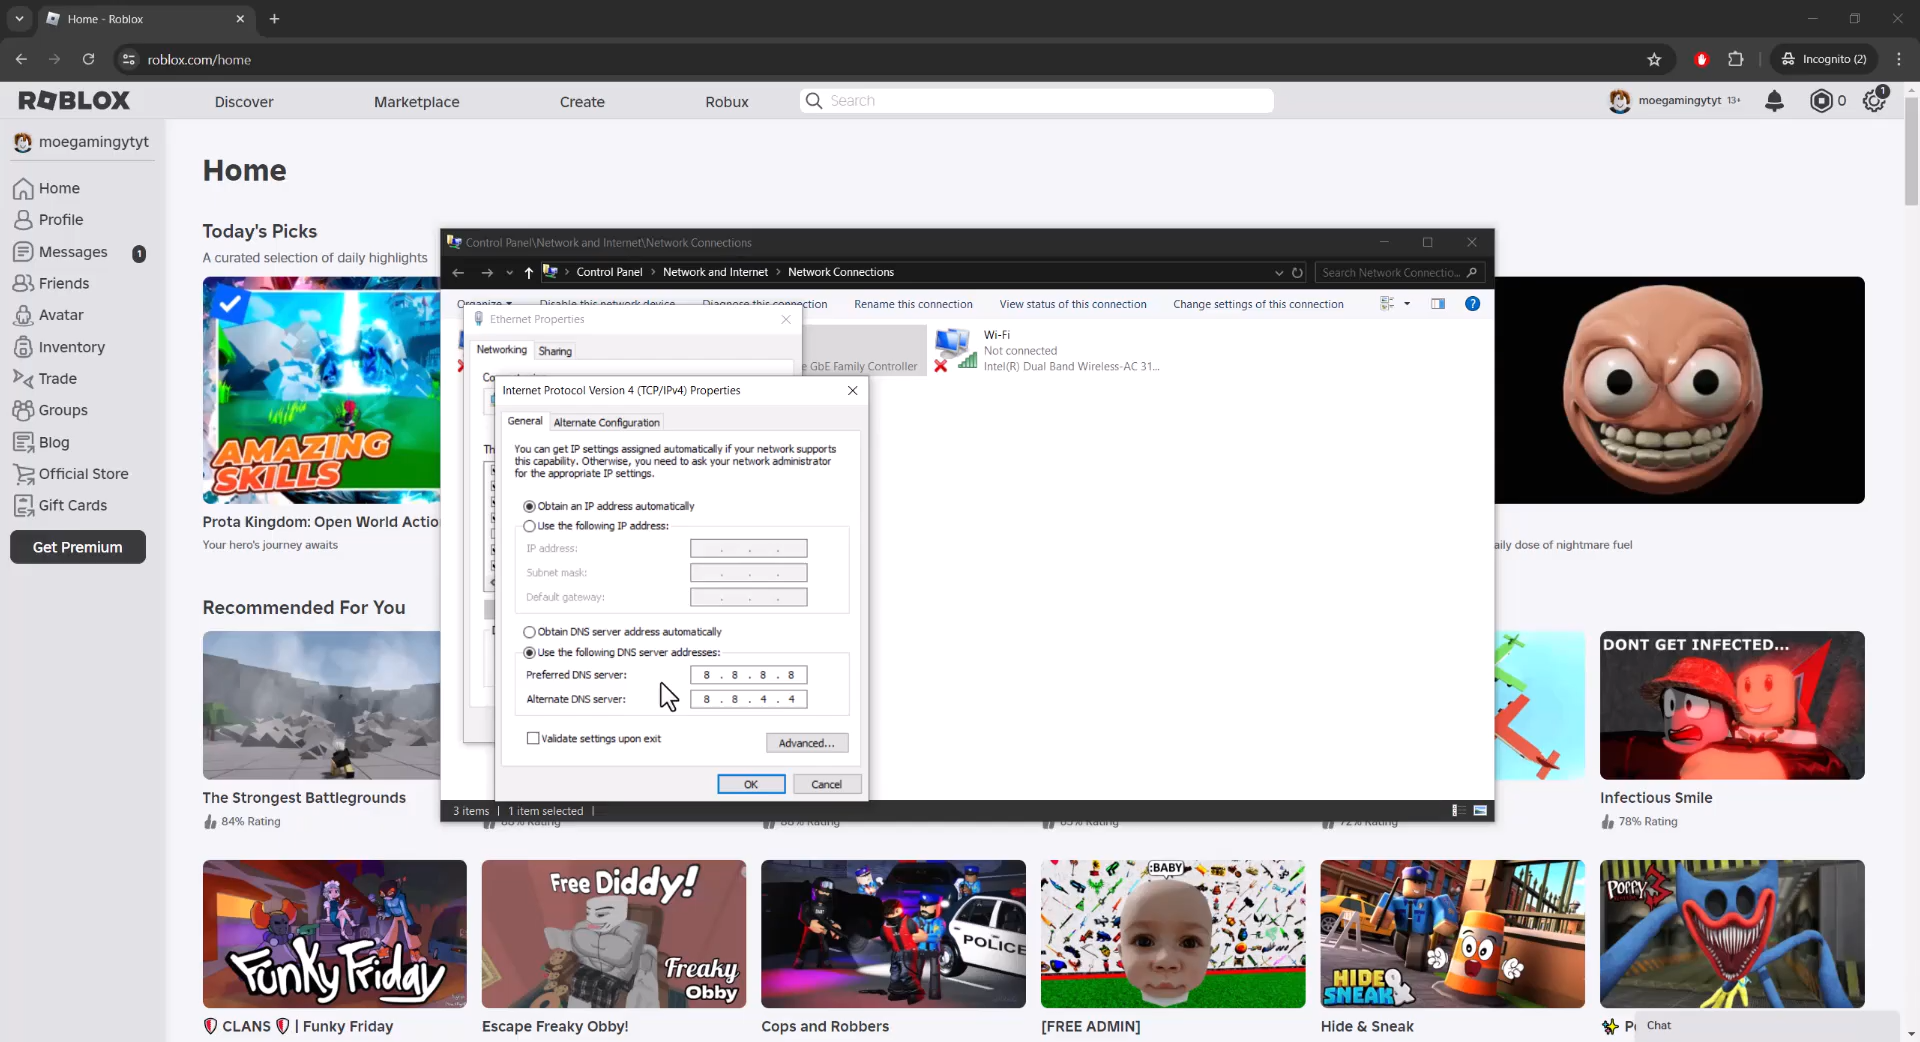 Home - Roblox
roblox.com/home
Incognito (2)
ROBLOX
Discover
Marketplace
Create
Robux
Search
moegamingytyt 13+
0
1
moegamingytyt
Home
Profile
Messages
1
Friends
Avatar
Inventory
Trade
Groups
Blog
Official Store
Gift Cards
Get Premium
Home
Today's Picks
A curated selection of daily highlights
AMAZING
SKILLS
Prota Kingdom: Open World Actio
Your hero's journey awaits
aily dose of nightmare fuel
Control Panel\Network and Internet\Network Connections
Control Panel
Network and Internet
Network Connections
Search Network Connectio...
Organize
Disable this network device
Diagnose this connection
Rename this connection
View status of this connection
Change settings of this connection
e GbE Family Controller
Wi-Fi
Not connected
Intel(R) Dual Band Wireless-AC 31...
Ethernet Properties
Networking
Sharing
Internet Protocol Version 4 (TCP/IPv4) Properties
General
Alternate Configuration
You can get IP settings assigned automatically if your network supports
this capability. Otherwise, you need to ask your network administrator
for the appropriate IP settings.
Obtain an IP address automatically
Use the following IP address:
IP address:
Subnet mask:
Default gateway:
Obtain DNS server address automatically
Use the following DNS server addresses:
Preferred DNS server:
8 . 8 . 8 . 8
Alternate DNS server:
8 . 8 . 4 . 4
Validate settings upon exit
Advanced...
OK
Cancel
3 items
1 item selected
Recommended For You
The Strongest Battlegrounds
84% Rating
DONT GET INFECTED...
Infectious Smile
78% Rating
Funky Friday
CLANS | Funky Friday
Free Diddy!
Freaky
Obby
Escape Freaky Obby!
POLICE
Cops and Robbers
:BABY
[FREE ADMIN]
HIDE &
SNEAK
Hide & Sneak
POPPY
3
Chat